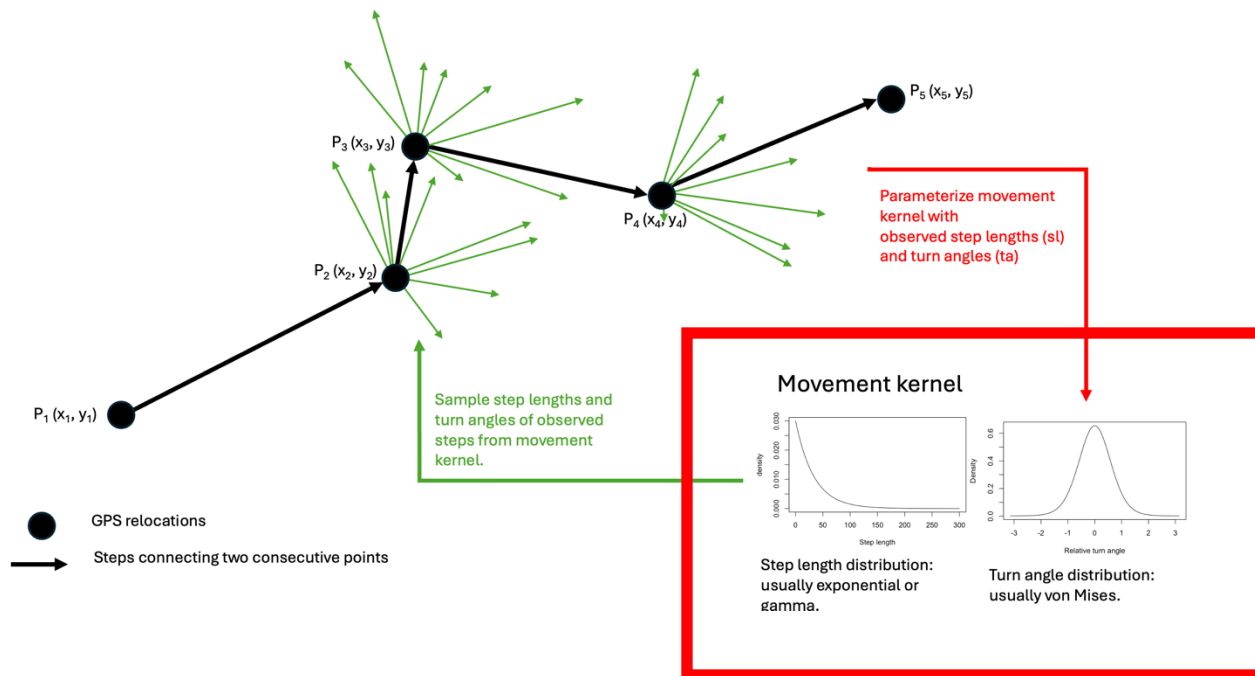 P₅ (x₅, y₅)
P₃ (x₃, y₃)
P₄ (x₄, y₄)
P₂ (x₂, y₂)
P₁ (x₁, y₁)
Parameterize movement
kernel with
observed step lengths (sl)
and turn angles (ta)
Sample step lengths and
turn angles of observed
steps from movement
kernel.
GPS relocations
Steps connecting two consecutive points
Movement kernel
density
0.030
0.020
0.010
0.000
0 50 100 150 200 250 300
Step length
Density
0.6
0.4
0.2
0.0
-3 -2 -1 0 1 2 3
Relative turn angle
Step length distribution:
usually exponential or
gamma.
Turn angle distribution:
usually von Mises.